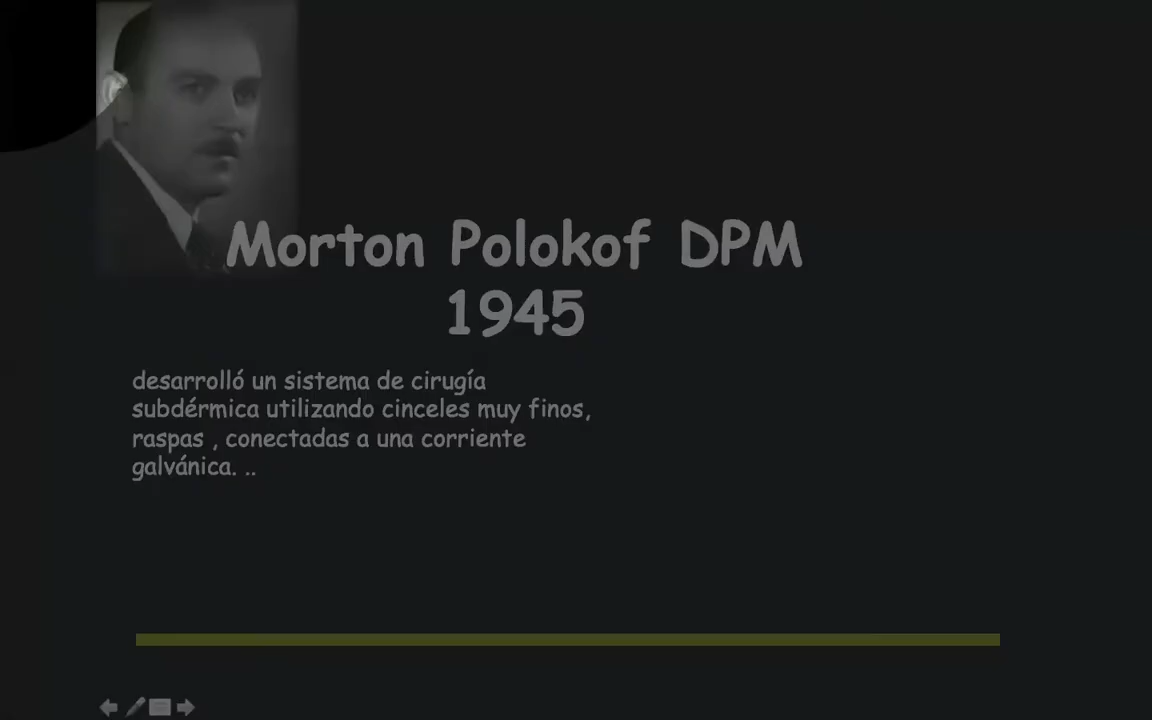 Morton Polokof DPM
1945
desarrolló un sistema de cirugía
subdérmica utilizando cinceles muy finos,
raspas , conectadas a una corriente
galvánica. ..